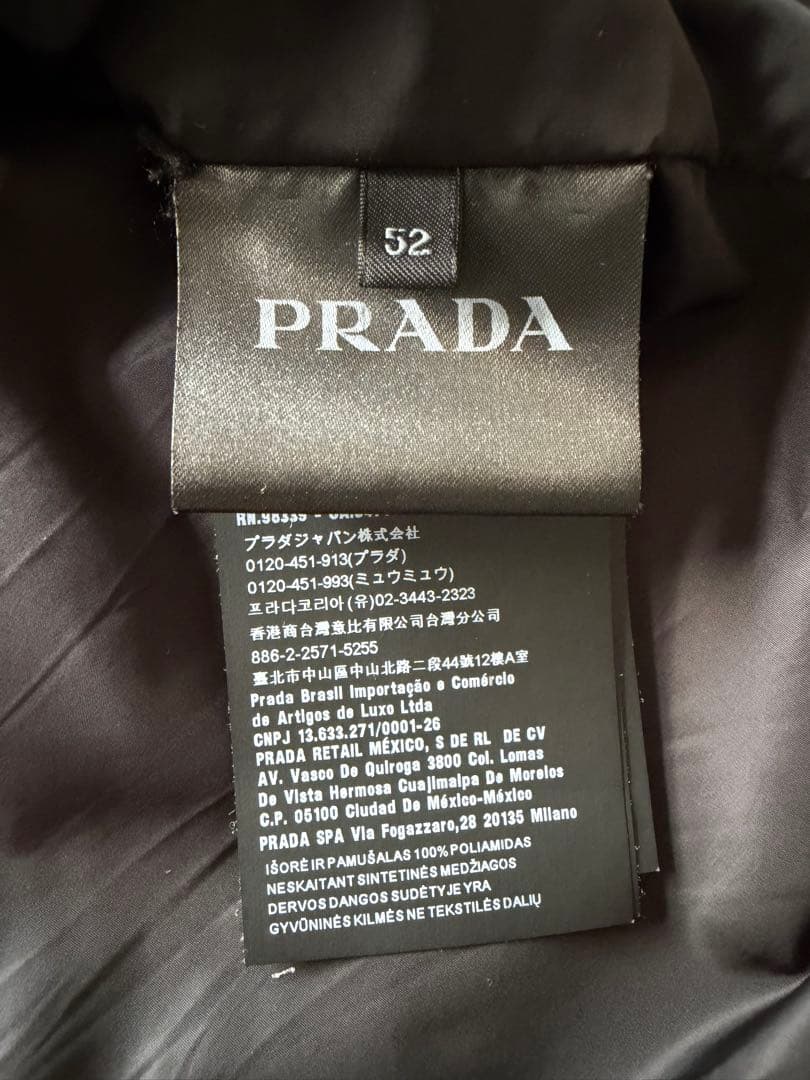 52
PRADA
RN.96339 -
プラダジャパン株式会社
0120-451-913(プラダ)
0120-451-993(ミュウミュウ)
프라다코리아(유)02-3443-2323
香港商台灣意比有限公司台灣分公司
886-2-2571-5255
臺北市中山區中山北路二段44號12樓A室
Prada Brasil Importação e Comércio
de Artigos de Luxo Ltda
CNPJ 13.633.271/0001-26
PRADA RETAIL MÉXICO, S DE RL DE CV
AV. Vasco De Quiroga 3800 Col. Lomas
De Vista Hermosa Cuajimalpa De Morelos
C.P. 05100 Ciudad De México-México
PRADA SPA Via Fogazzaro,28 20135 Milano
IŠORĖ IR PAMUŠALAS 100% POLIAMIDAS
NESKAITANT SINTETINĖS MEDŽIAGOS
DERVOS DANGOS SUDĖTYJE YRA
GYVŪNINĖS KILMĖS NE TEKSTILĖS DALIŲ